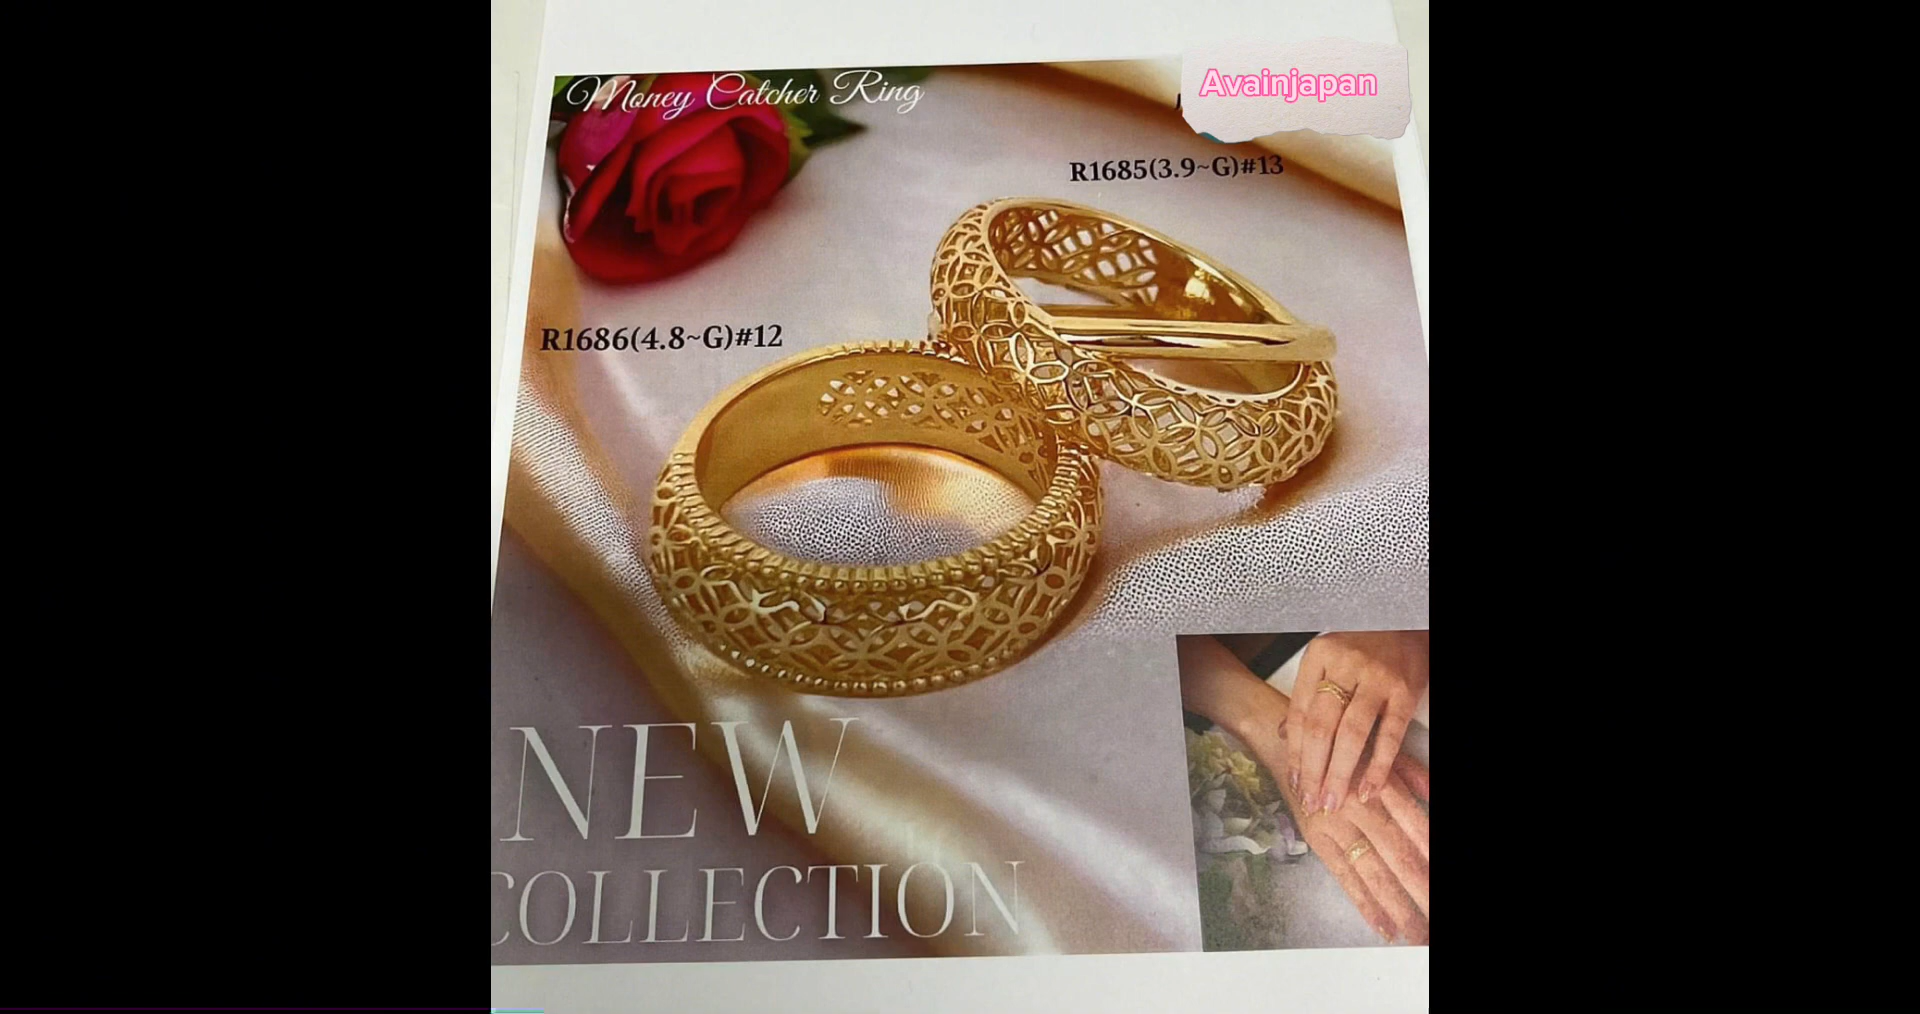 Money Catcher Ring
Avainjapan
R1685(3.9~G)#13
R1686(4.8~G)#12
NEW
COLLECTION